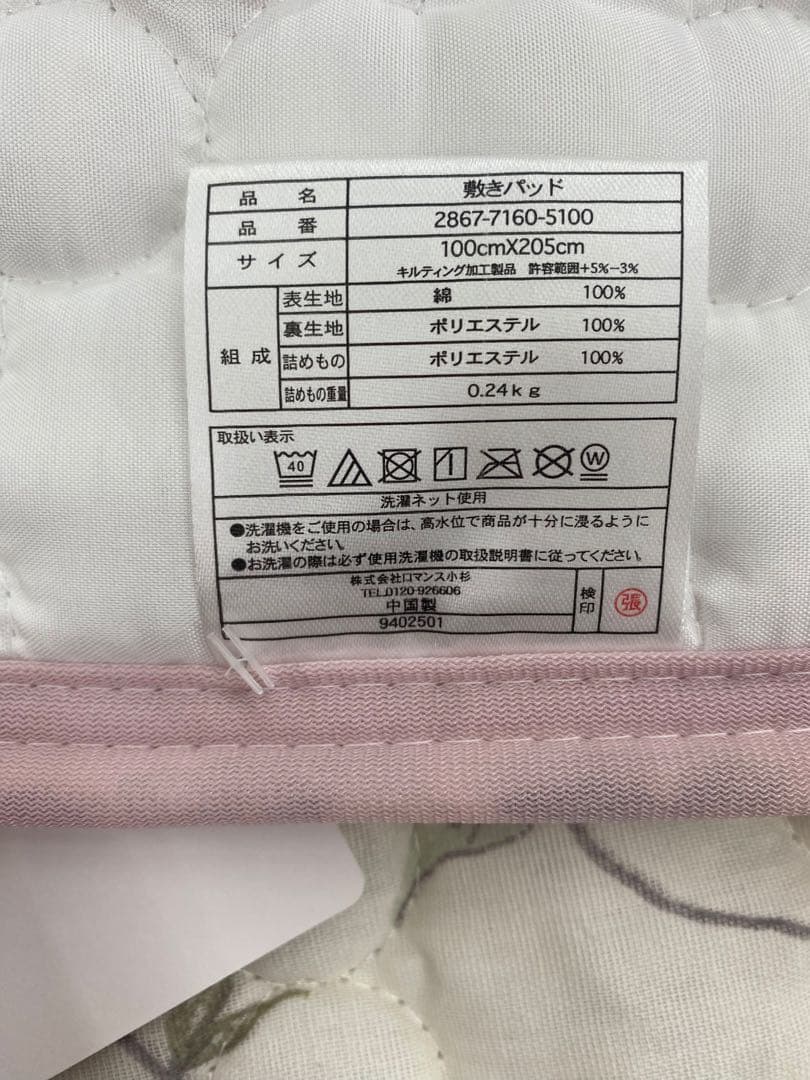 品名 敷きパッド
品番 2867-7160-5100
サイズ 100cmX205cm
キルティング加工製品 許容範囲+5%-3%
組成 表生地 綿 100%
裏生地 ポリエステル 100%
詰めもの ポリエステル 100%
詰めもの重量 0.24kg
取扱い表示
40 W
洗濯ネット使用
●洗濯機をご使用の場合は、高水位で商品が十分に浸るように
お洗いください。
●お洗濯の際は必ず使用洗濯機の取扱説明書に従ってください。
株式会社ロマンス小杉
TEL.0120-926606
中国製
9402501
検印 張